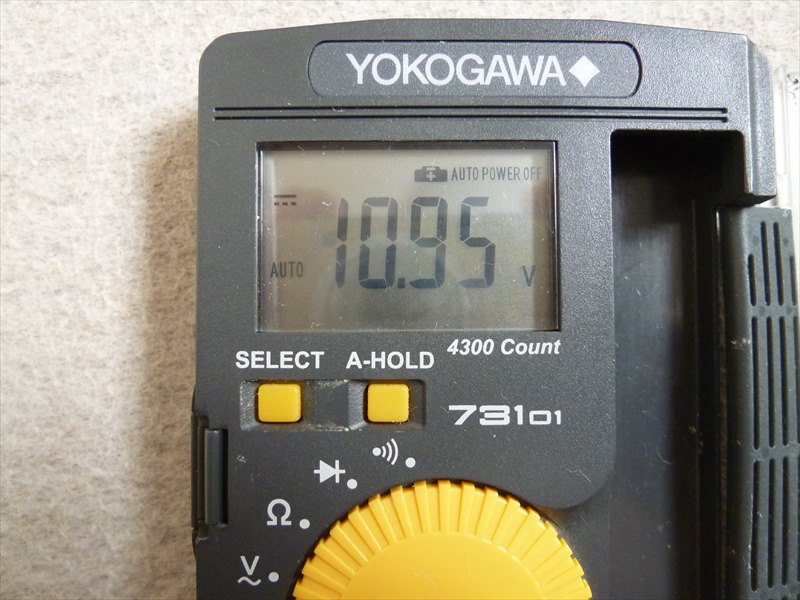 YOKOGAWA
AUTO POWER OFF
10.95
AUTO
V
4300 Count
SELECT A-HOLD
73101
Ω
V